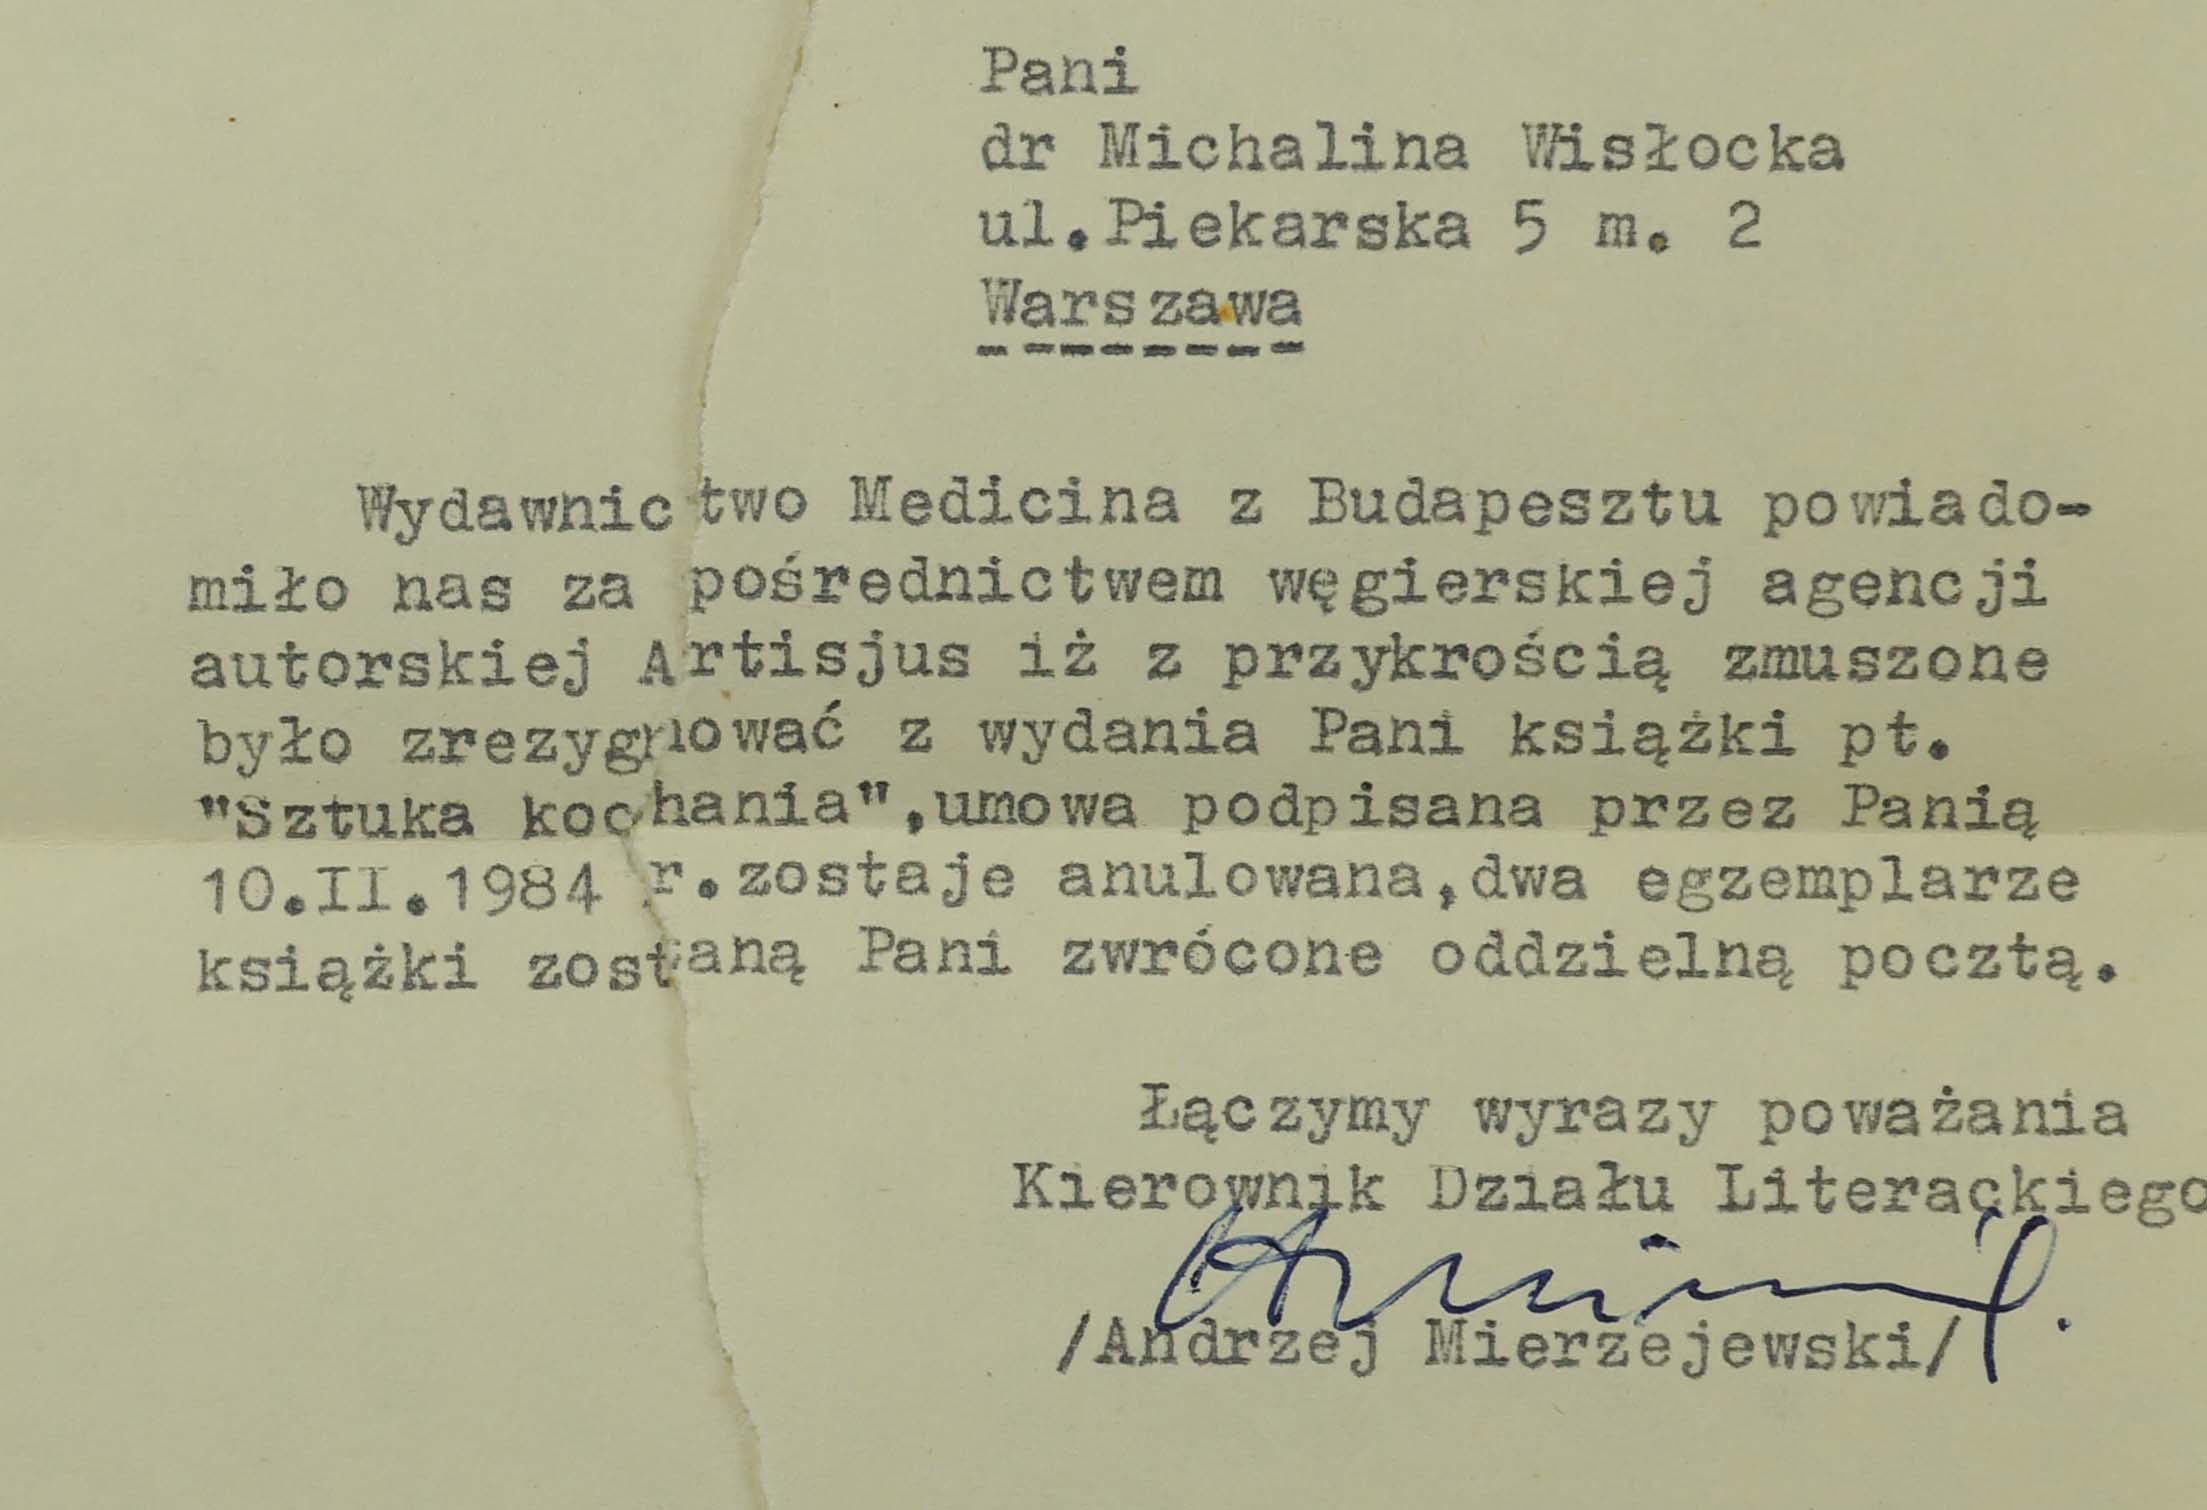 Pani
dr Michalina Wisłocka
ul.Piekarska 5 m. 2
Warszawa
Wydawnictwo Medicina z Budapesztu powiado-
miło nas za pośrednictwem węgierskiej agencji
autorskiej Artisjus iż z przykrością zmuszone
było zrezygnować z wydania Pani książki pt.
"Sztuka kochania",umowa podpisana przez Panią
10.II.1984 r.zostaje anulowana,dwa egzemplarze
książki zostaną Pani zwrócone oddzielną pocztą.
Łączymy wyrazy poważania
Kierownik Działu Literackiego
/Andrzej Mierzejewski/